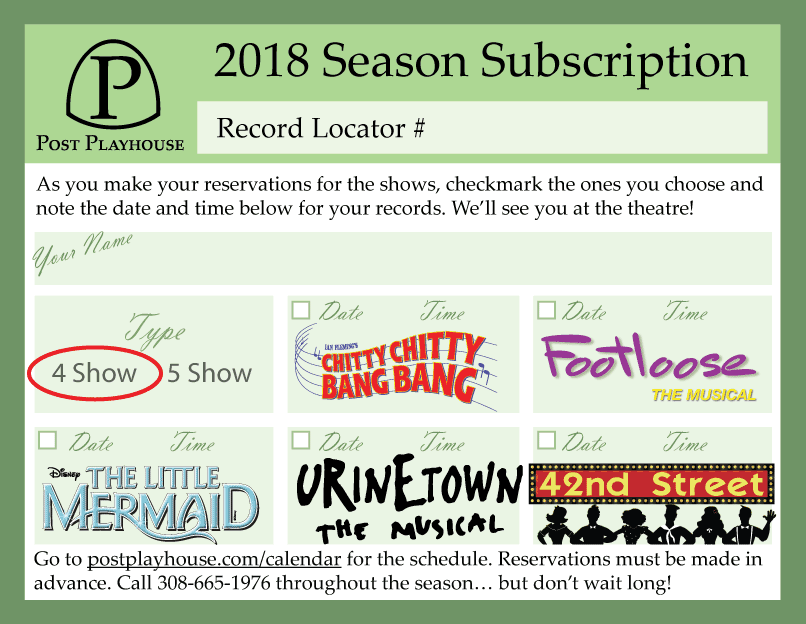 P
POST PLAYHOUSE
2018 Season Subscription
Record Locator #
As you make your reservations for the shows, checkmark the ones you choose and
note the date and time below for your records. We'll see you at the theatre!
Your Name
Type
4 Show 5 Show
Date Time
IAN FLEMING'S
CHITTY CHITTY
BANG BANG
Date Time
Footloose
THE MUSICAL
Date Time
DISNEY
THE LITTLE
MERMAID
Date Time
URINETOWN
THE MUSICAL
Date Time
42nd Street
Go to postplayhouse.com/calendar for the schedule. Reservations must be made in
advance. Call 308-665-1976 throughout the season… but don't wait long!